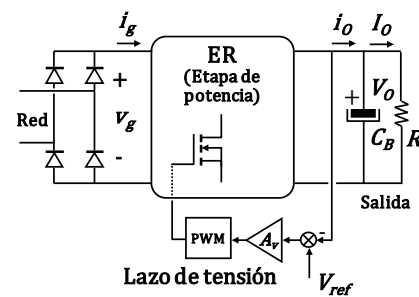 i_g
i_O
I_O
ER
(Etapa de
potencia)
+
v_g
-
Red
+
V_O
C_B
R
Salida
PWM
A_v
-
V_ref
Lazo de tensión